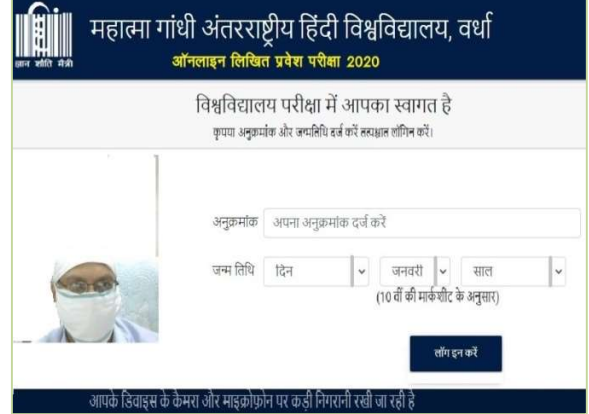 महात्मा गांधी अंतरराष्ट्रीय हिंदी विश्वविद्यालय, वर्धा
ज्ञान शांति मैत्री
ऑनलाइन लिखित प्रवेश परीक्षा 2020
विश्वविद्यालय परीक्षा में आपका स्वागत है
कृपया अनुक्रमांक और जन्मतिथि दर्ज करें तत्पश्चात लॉगिन करें।
अनुक्रमांक अपना अनुक्रमांक दर्ज करें
जन्म तिथि दिन जनवरी साल
(10 वीं की मार्कशीट के अनुसार)
लॉग इन करें
आपके डिवाइस के कैमरा और माइक्रोफ़ोन पर कड़ी निगरानी रखी जा रही है